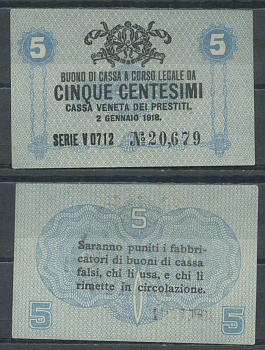 5 5
BUONO DI CASSA A CORSO LEGALE DA
CINQUE CENTESIMI
CASSA VENETA DEI PRESTITI.
2 GENNAIO 1918.
SERIE V 0712 № 20,679
5
Saranno puniti i fabbri-
catori di buoni di cassa
falsi, chi li usa, e chi li
rimette in circolazione.
5 5